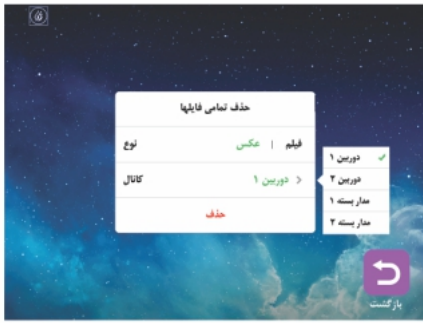 حذف تمامی فایلها
نوع عکس | فیلم
کانال دوربین ۱ >
حذف
دوربین ۱ ✔
دوربین ۲
مدار بسته ۱
مدار بسته ۲
بازگشت